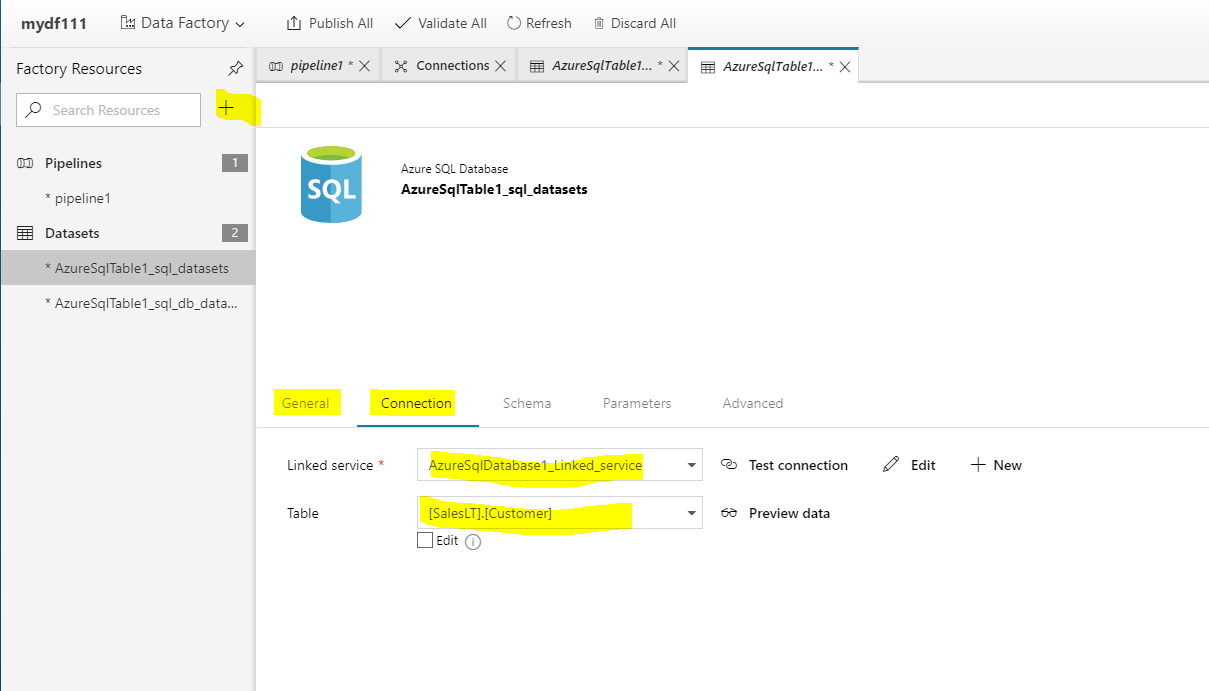 mydf111 Data Factory Publish All Validate All Refresh Discard All
Factory Resources
pipeline1 * Connections AzureSqlTable1... * AzureSqlTable1... *
Search Resources
Pipelines 1
* pipeline1
Datasets 2
* AzureSqlTable1_sql_datasets
* AzureSqlTable1_sql_db_data...
SQL
Azure SQL Database
AzureSqlTable1_sql_datasets
General Connection Schema Parameters Advanced
Linked service * AzureSqlDatabase1_Linked_service Test connection Edit New
Table [SalesLT].[Customer] Preview data
Edit